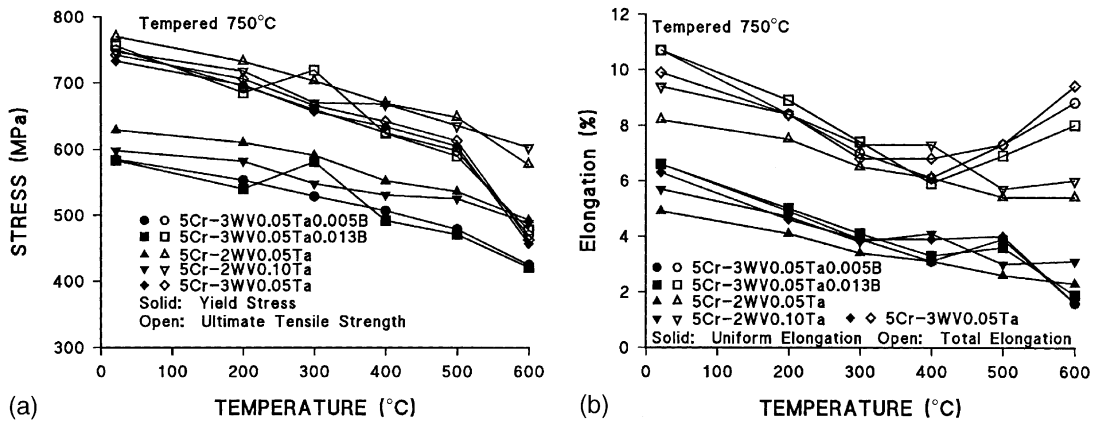 800
700
600
500
400
300
STRESS (MPa)
Tempered 750°C
5Cr-3WV0.05Ta0.005B
5Cr-3WV0.05Ta0.013B
5Cr-2WV0.05Ta
5Cr-2WV0.10Ta
5Cr-3WV0.05Ta
Solid: Yield Stress
Open: Ultimate Tensile Strength
0 100 200 300 400 500 600
(a) TEMPERATURE (°C)
12
10
8
6
4
2
0
Elongation (%)
Tempered 750°C
5Cr-3WV0.05Ta0.005B
5Cr-3WV0.05Ta0.013B
5Cr-2WV0.05Ta
5Cr-2WV0.10Ta 5Cr-3WV0.05Ta
Solid: Uniform Elongation Open: Total Elongation
0 100 200 300 400 500 600
(b) TEMPERATURE (°C)